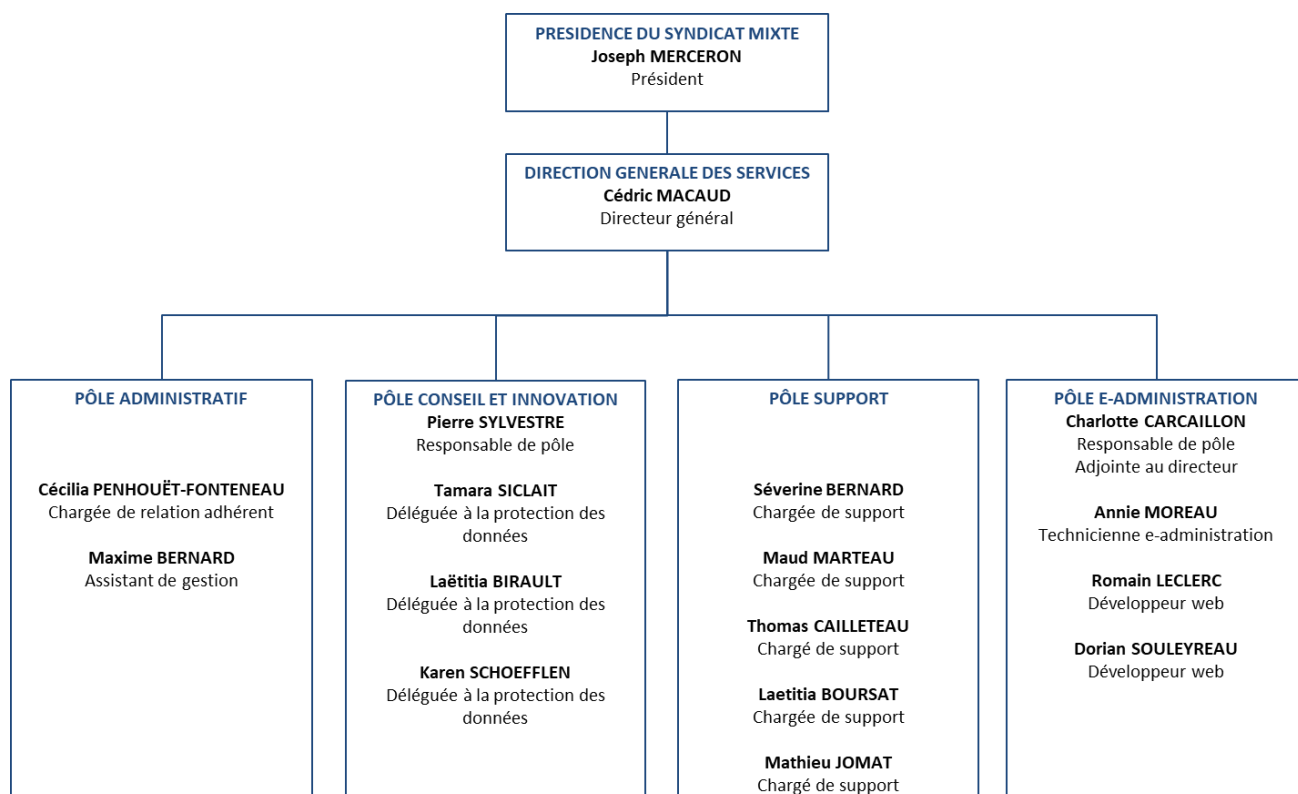 PRESIDENCE DU SYNDICAT MIXTE
Joseph MERCERON
Président
DIRECTION GENERALE DES SERVICES
Cédric MACAUD
Directeur général
PÔLE ADMINISTRATIF
Cécilia PENHOUËT-FONTENEAU
Chargée de relation adhérent
Maxime BERNARD
Assistant de gestion
PÔLE CONSEIL ET INNOVATION
Pierre SYLVESTRE
Responsable de pôle
Tamara SICLAIT
Déléguée à la protection des
données
Laëtitia BIRAULT
Déléguée à la protection des
données
Karen SCHOEFFLEN
Déléguée à la protection des
données
PÔLE SUPPORT
Séverine BERNARD
Chargée de support
Maud MARTEAU
Chargée de support
Thomas CAILLETEAU
Chargé de support
Laetitia BOURSAT
Chargée de support
Mathieu JOMAT
Chargé de support
PÔLE E-ADMINISTRATION
Charlotte CARCAILLON
Responsable de pôle
Adjointe au directeur
Annie MOREAU
Technicienne e-administration
Romain LECLERC
Développeur web
Dorian SOULEYREAU
Développeur web